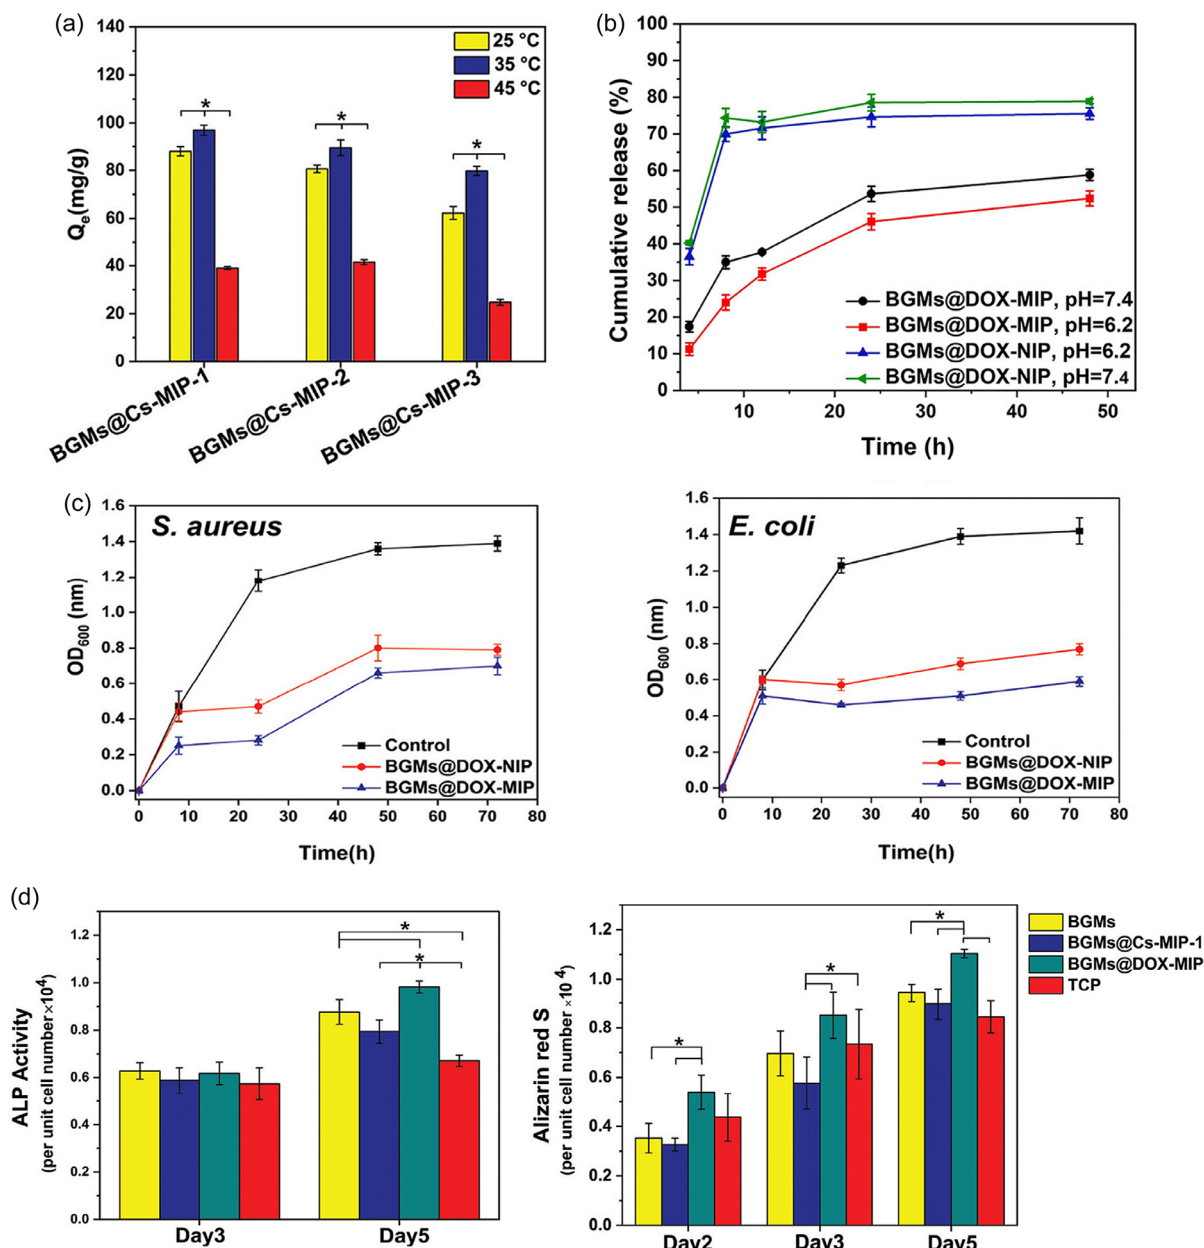 (a)
140
120
100
80
60
40
20
0
Qe(mg/g)
25 °C
35 °C
45 °C
*
*
*
BGMs@Cs-MIP-1
BGMs@Cs-MIP-2
BGMs@Cs-MIP-3
(b)
100
90
80
70
60
50
40
30
20
10
0
Cumulative release (%)
BGMs@DOX-MIP, pH=7.4
BGMs@DOX-MIP, pH=6.2
BGMs@DOX-NIP, pH=6.2
BGMs@DOX-NIP, pH=7.4
10 20 30 40 50
Time (h)
(c)
S. aureus
1.6
1.4
1.2
1.0
0.8
0.6
0.4
0.2
0.0
OD600 (nm)
Control
BGMs@DOX-NIP
BGMs@DOX-MIP
0 10 20 30 40 50 60 70 80
Time(h)
E. coli
1.6
1.4
1.2
1.0
0.8
0.6
0.4
0.2
0.0
OD600 (nm)
Control
BGMs@DOX-NIP
BGMs@DOX-MIP
0 10 20 30 40 50 60 70 80
Time(h)
(d)
1.2
1.0
0.8
0.6
0.4
0.2
0.0
ALP Activity
(per unit cell number×10⁴)
*
*
Day3 Day5
1.2
1.0
0.8
0.6
0.4
0.2
0.0
Alizarin red S
(per unit cell number ×10⁴)
*
*
*
Day2 Day3 Day5
BGMs
BGMs@Cs-MIP-1
BGMs@DOX-MIP
TCP